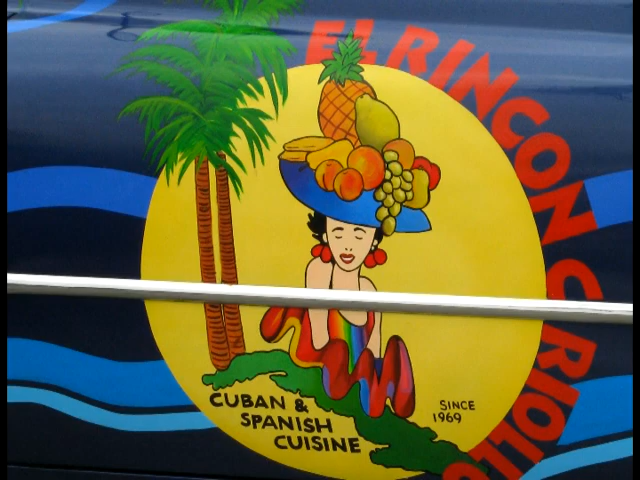 EL RINCON CRIOLLO
CUBAN &
SPANISH
CUISINE
SINCE
1969